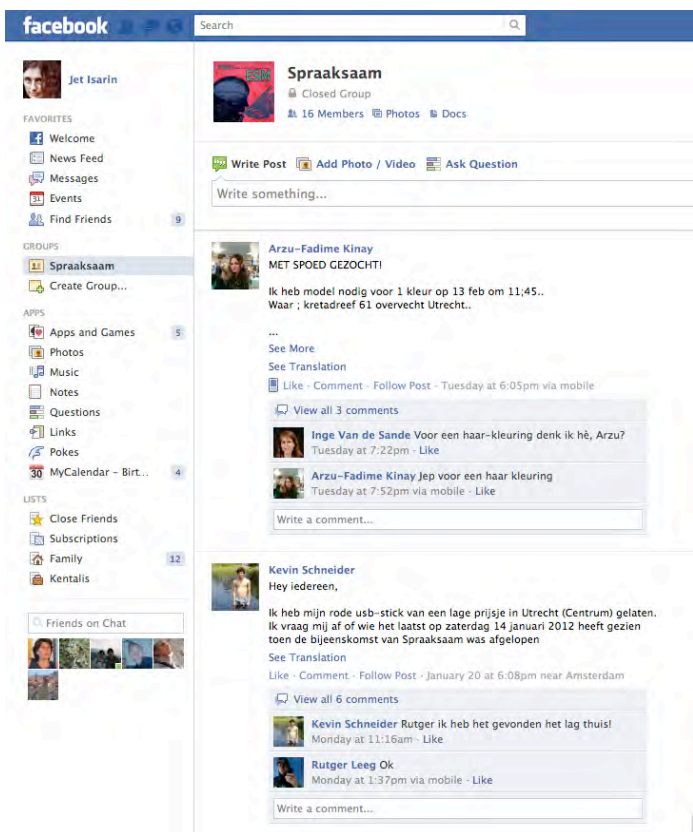 facebook
Search
Jet Isarin
FAVORITES
Welcome
News Feed
Messages
31 Events
Find Friends 9
GROUPS
Spraaksaam
Create Group...
APPS
Apps and Games 5
Photos
Music
Notes
Questions
Links
Pokes
30 MyCalendar - Birt... 4
LISTS
Close Friends
Subscriptions
Family 12
Kentalis
Friends on Chat
ESM
Spraaksaam
Closed Group
16 Members Photos Docs
Write Post Add Photo / Video Ask Question
Write something...
Arzu-Fadime Kinay
MET SPOED GEZOCHT!
Ik heb model nodig voor 1 kleur op 13 feb om 11;45..
Waar ; kretadreef 61 overvecht Utrecht..
...
See More
See Translation
Like · Comment · Follow Post · Tuesday at 6:05pm via mobile
View all 3 comments
Inge Van de Sande Voor een haar-kleuring denk ik hè, Arzu?
Tuesday at 7:22pm · Like
Arzu-Fadime Kinay Jep voor een haar kleuring
Tuesday at 7:52pm via mobile · Like
Write a comment...
Kevin Schneider
Hey iedereen,
Ik heb mijn rode usb-stick van een lage prijsje in Utrecht (Centrum) gelaten.
Ik vraag mij af of wie het laatst op zaterdag 14 januari 2012 heeft gezien
toen de bijeenskomst van Spraaksaam was afgelopen
See Translation
Like · Comment · Follow Post · January 20 at 6:08pm near Amsterdam
View all 6 comments
Kevin Schneider Rutger ik heb het gevonden het lag thuis!
Monday at 11:16am · Like
Rutger Leeg Ok
Monday at 1:37pm via mobile · Like
Write a comment...